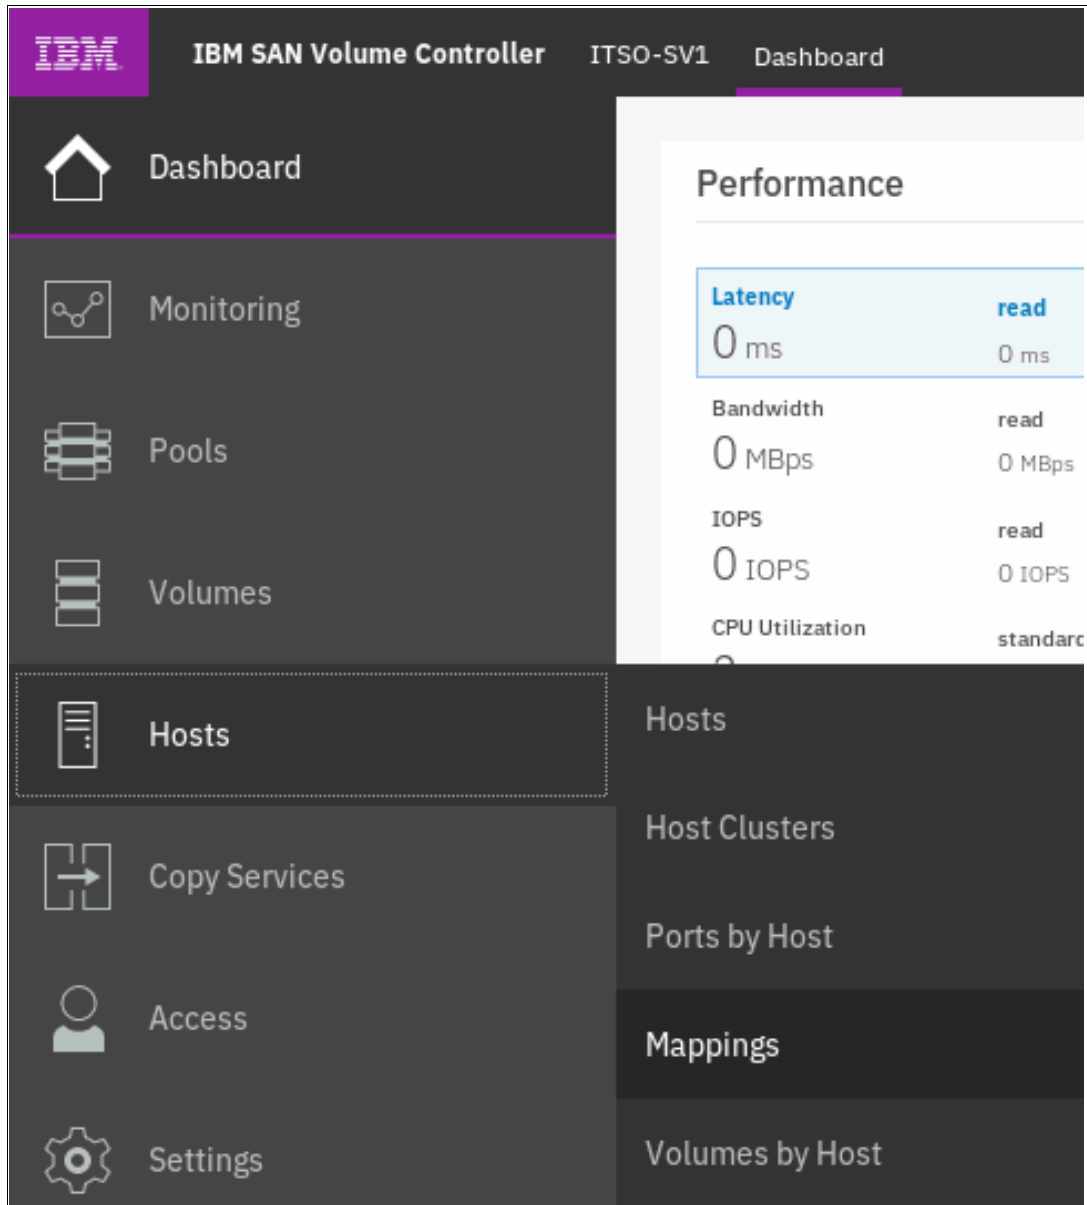 IBM IBM SAN Volume Controller ITSO-SV1 Dashboard
Dashboard
Performance
Latency read
0 ms 0 ms
Monitoring
Bandwidth read
0 MBps 0 MBps
Pools
IOPS read
0 IOPS 0 IOPS
Volumes
CPU Utilization standard
Hosts
Hosts
Host Clusters
Copy Services
Ports by Host
Access
Mappings
Settings
Volumes by Host